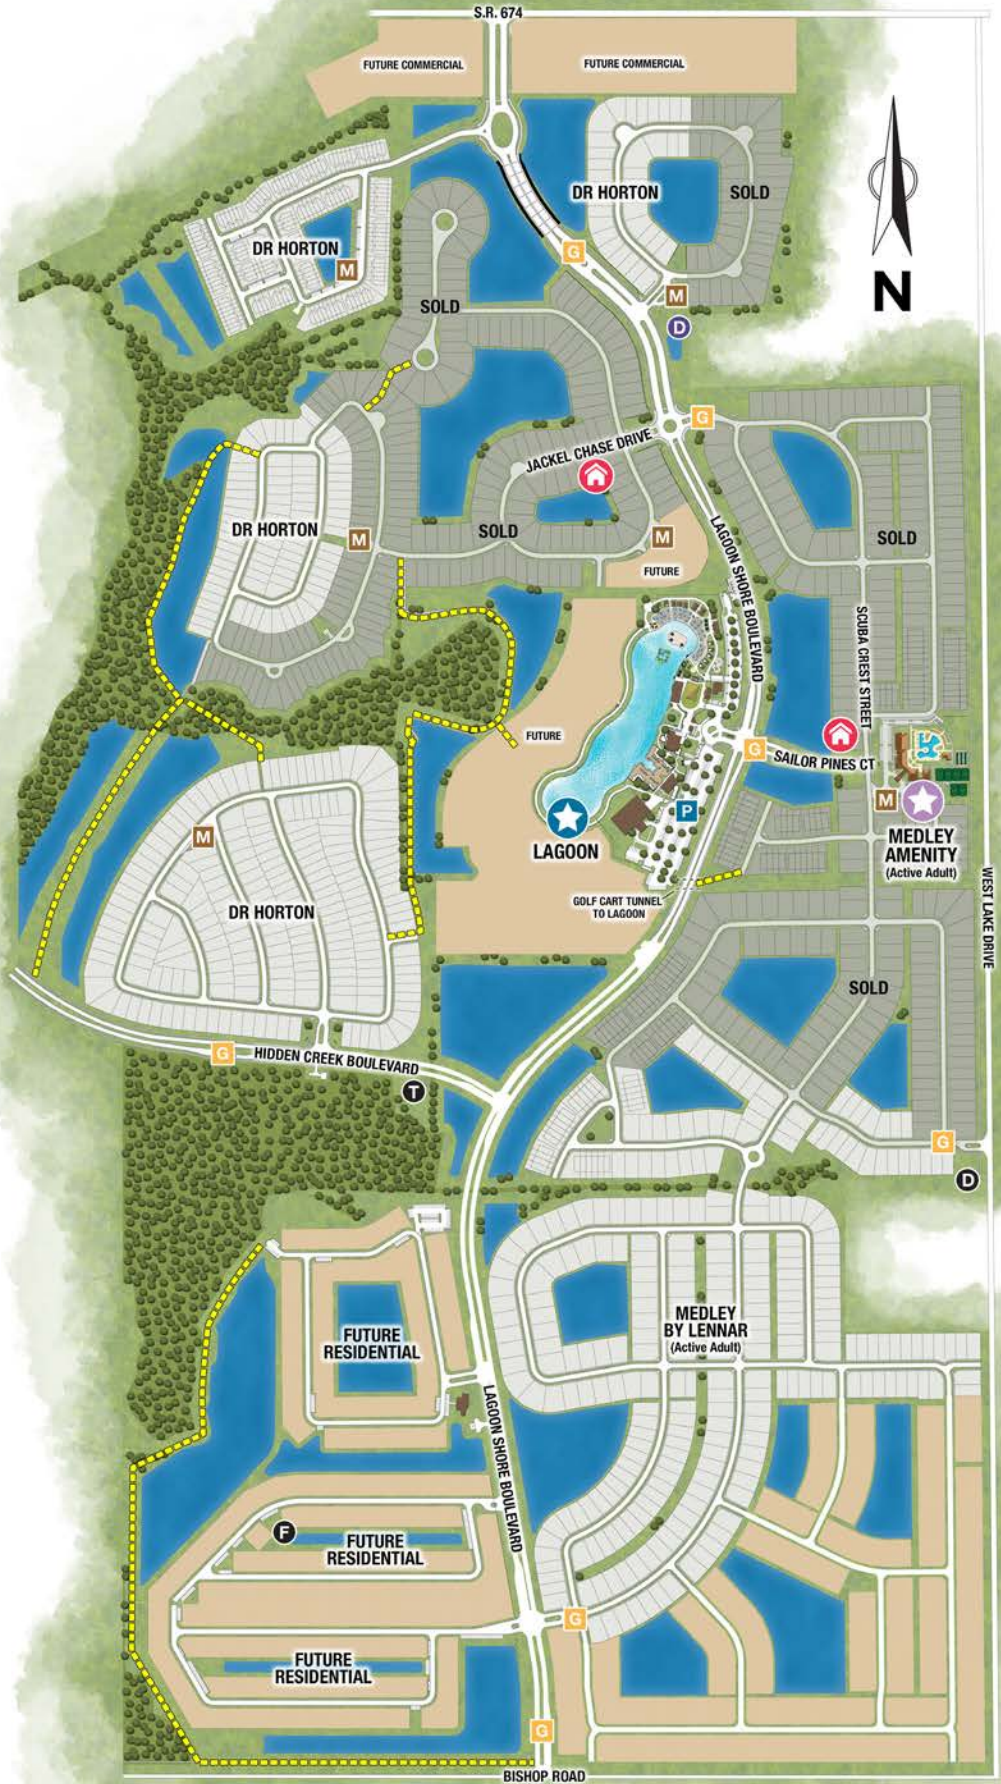 S.R. 674
FUTURE COMMERCIAL
FUTURE COMMERCIAL
DR HORTON
SOLD
DR HORTON
G
M
N
M
SOLD
D
G
JACKEL CHASE DRIVE
DR HORTON
M
SOLD
M
SOLD
LAGOON SHORE BOULEVARD
FUTURE
SCUBA CREST STREET
FUTURE
G
SAILOR PINES CT
M
P
M
LAGOON
MEDLEY
AMENITY
(Active Adult)
WEST LAKE DRIVE
GOLF CART TUNNEL
TO LAGOON
DR HORTON
SOLD
G
HIDDEN CREEK BOULEVARD
T
G
D
MEDLEY
BY LENNAR
(Active Adult)
FUTURE
RESIDENTIAL
LAGOON SHORE BOULEVARD
F
FUTURE
RESIDENTIAL
G
FUTURE
RESIDENTIAL
G
BISHOP ROAD